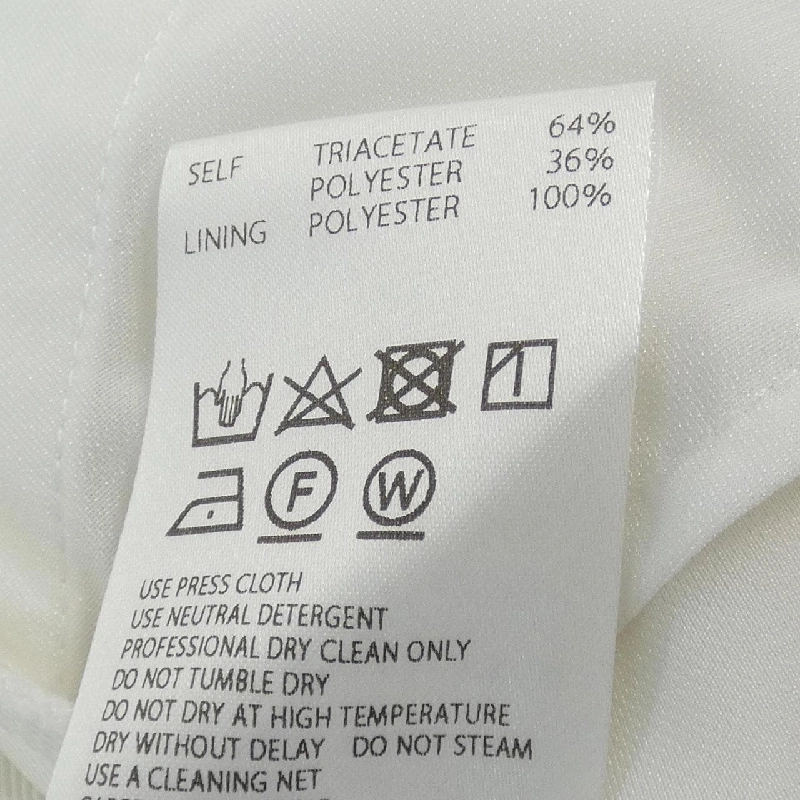 SELF TRIACETATE 64%
POLYESTER 36%
LINING POLYESTER 100%
F W
USE PRESS CLOTH
USE NEUTRAL DETERGENT
PROFESSIONAL DRY CLEAN ONLY
DO NOT TUMBLE DRY
DO NOT DRY AT HIGH TEMPERATURE
DRY WITHOUT DELAY DO NOT STEAM
USE A CLEANING NET